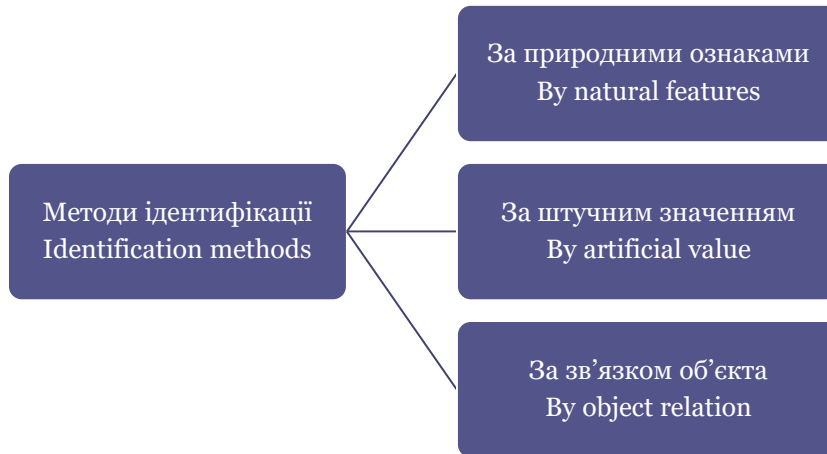 За природними ознаками
By natural features
Методи ідентифікації
Identification methods
За штучним значенням
By artificial value
За зв’язком об’єкта
By object relation